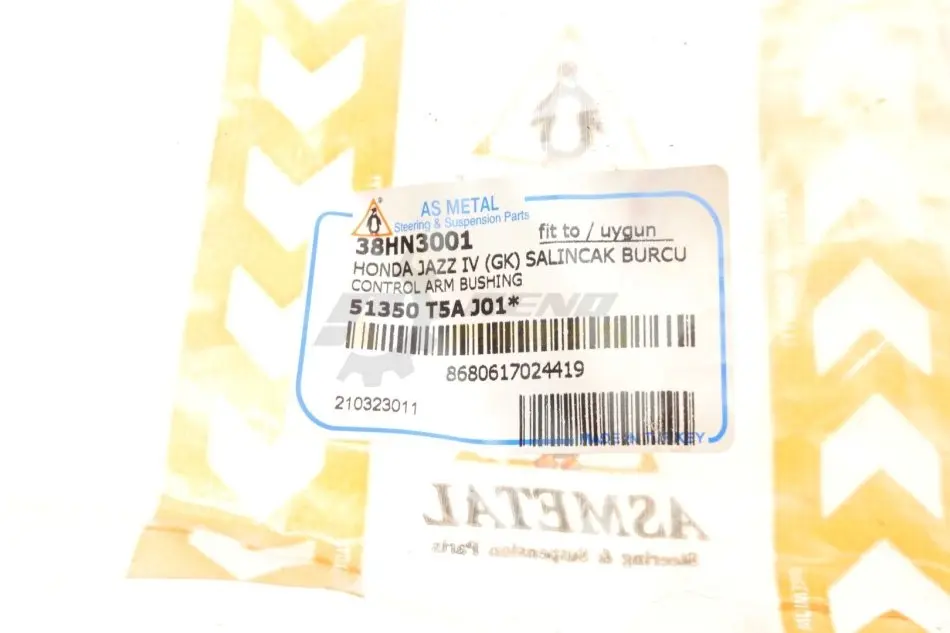 AS METAL
Steering & Suspension Parts
38HN3001
fit to / uygun
HONDA JAZZ IV (GK) SALINCAK BURCU
CONTROL ARM BUSHING
51350 T5A J01*
8680617024419
210323011
MADE IN TURKEY
ASMETAL
Steering & Suspension Parts